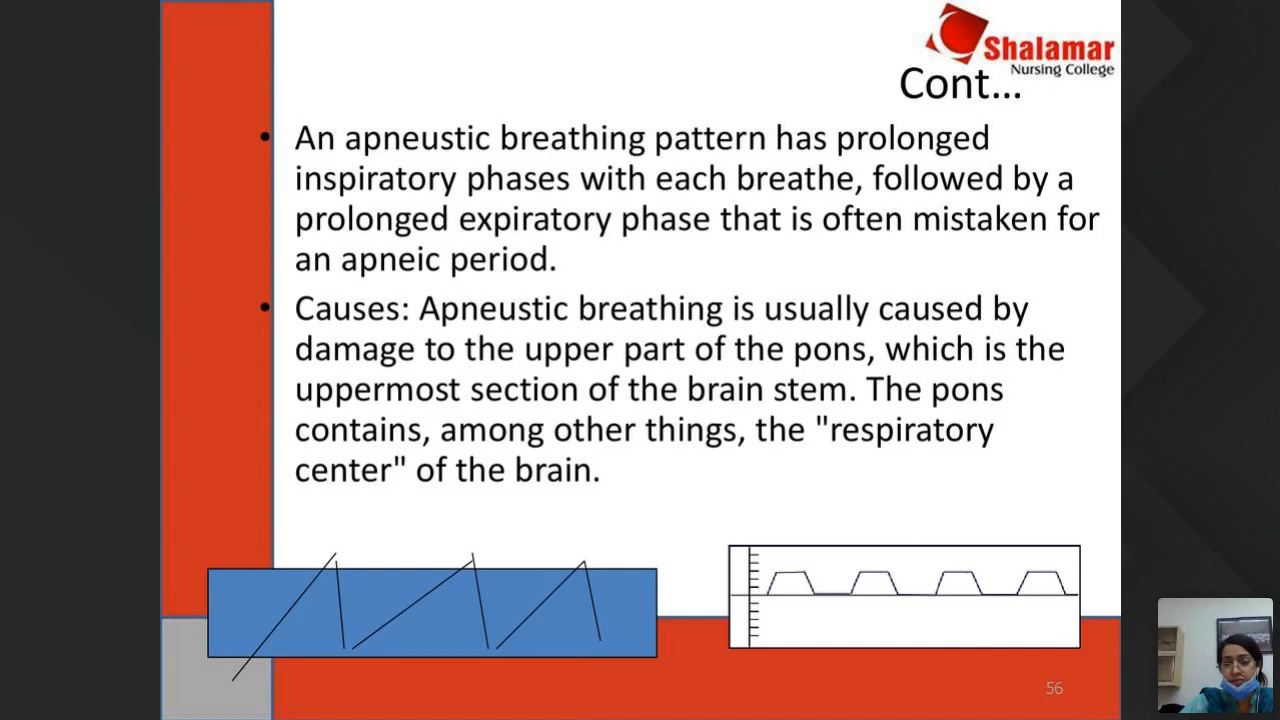 Shalamar
Nursing College
Cont...
• An apneustic breathing pattern has prolonged
inspiratory phases with each breathe, followed by a
prolonged expiratory phase that is often mistaken for
an apneic period.
• Causes: Apneustic breathing is usually caused by
damage to the upper part of the pons, which is the
uppermost section of the brain stem. The pons
contains, among other things, the "respiratory
center" of the brain.
56